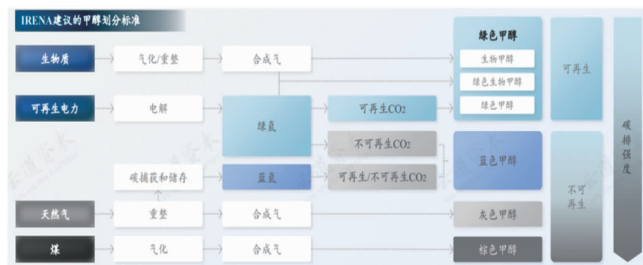 IRENA建议的甲醇划分标准
绿色甲醇
生物质
气化/重整
合成气
生物甲醇
绿色生物甲醇
可再生
可再生电力
电解
绿氢
可再生CO2
绿色甲醇
不可再生CO2
蓝色甲醇
碳排强度
碳捕获和储存
蓝氢
可再生/不可再生CO2
不可再生
天然气
重整
合成气
灰色甲醇
煤
气化
合成气
棕色甲醇